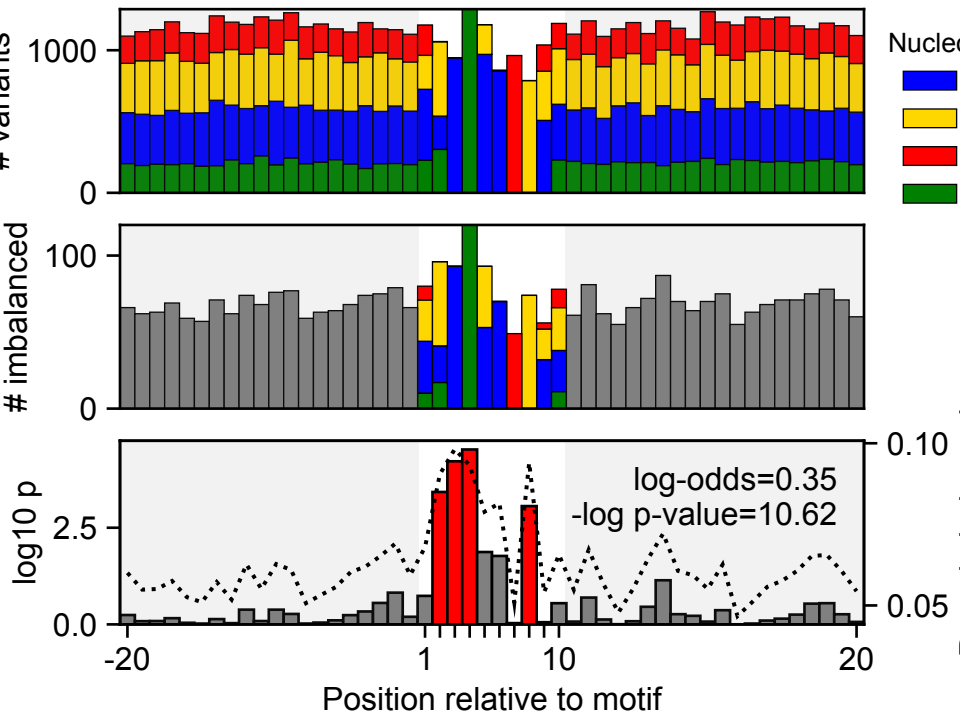 # variants
1000
0
Nucleo
# imbalanced
100
0
log10 p
2.5
0.0
log-odds=0.35
-log p-value=10.62
0.10
0.05
-20
1
10
20
Position relative to motif